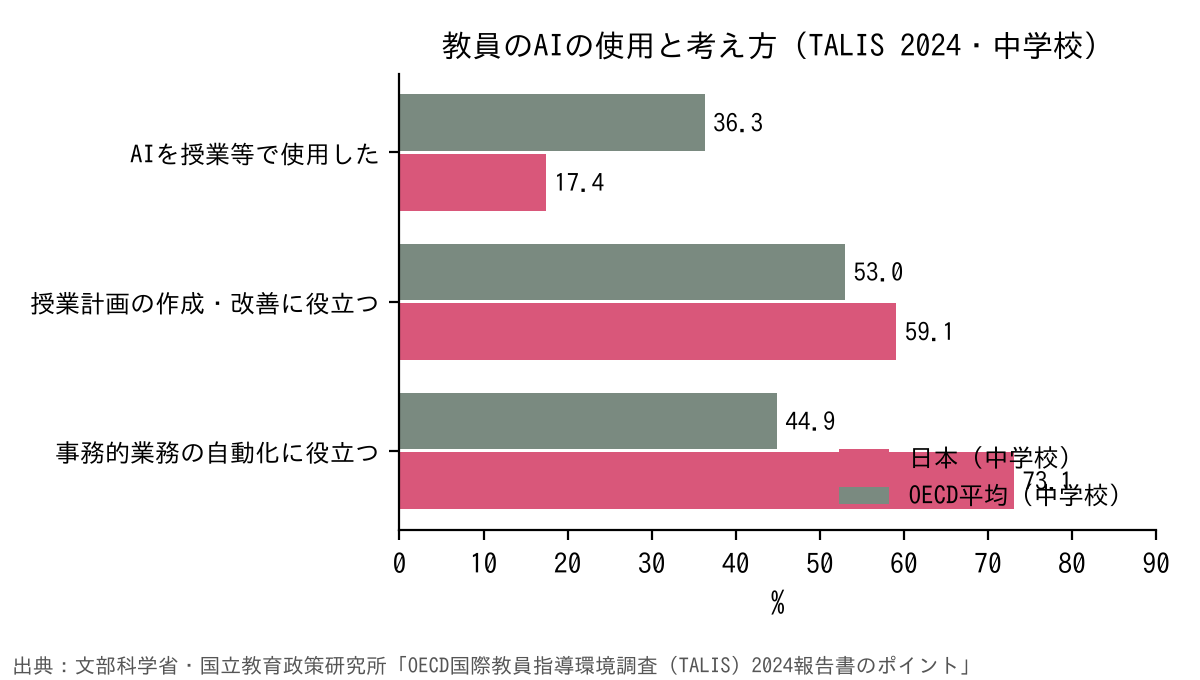 教員のAIの使用と考え方（TALIS 2024・中学校）
AIを授業等で使用した
36.3
17.4
授業計画の作成・改善に役立つ
53.0
59.1
事務的業務の自動化に役立つ
44.9
73.1
日本（中学校）
OECD平均（中学校）
0 10 20 30 40 50 60 70 80 90
%
出典：文部科学省・国立教育政策研究所「OECD国際教員指導環境調査（TALIS）2024報告書のポイント」